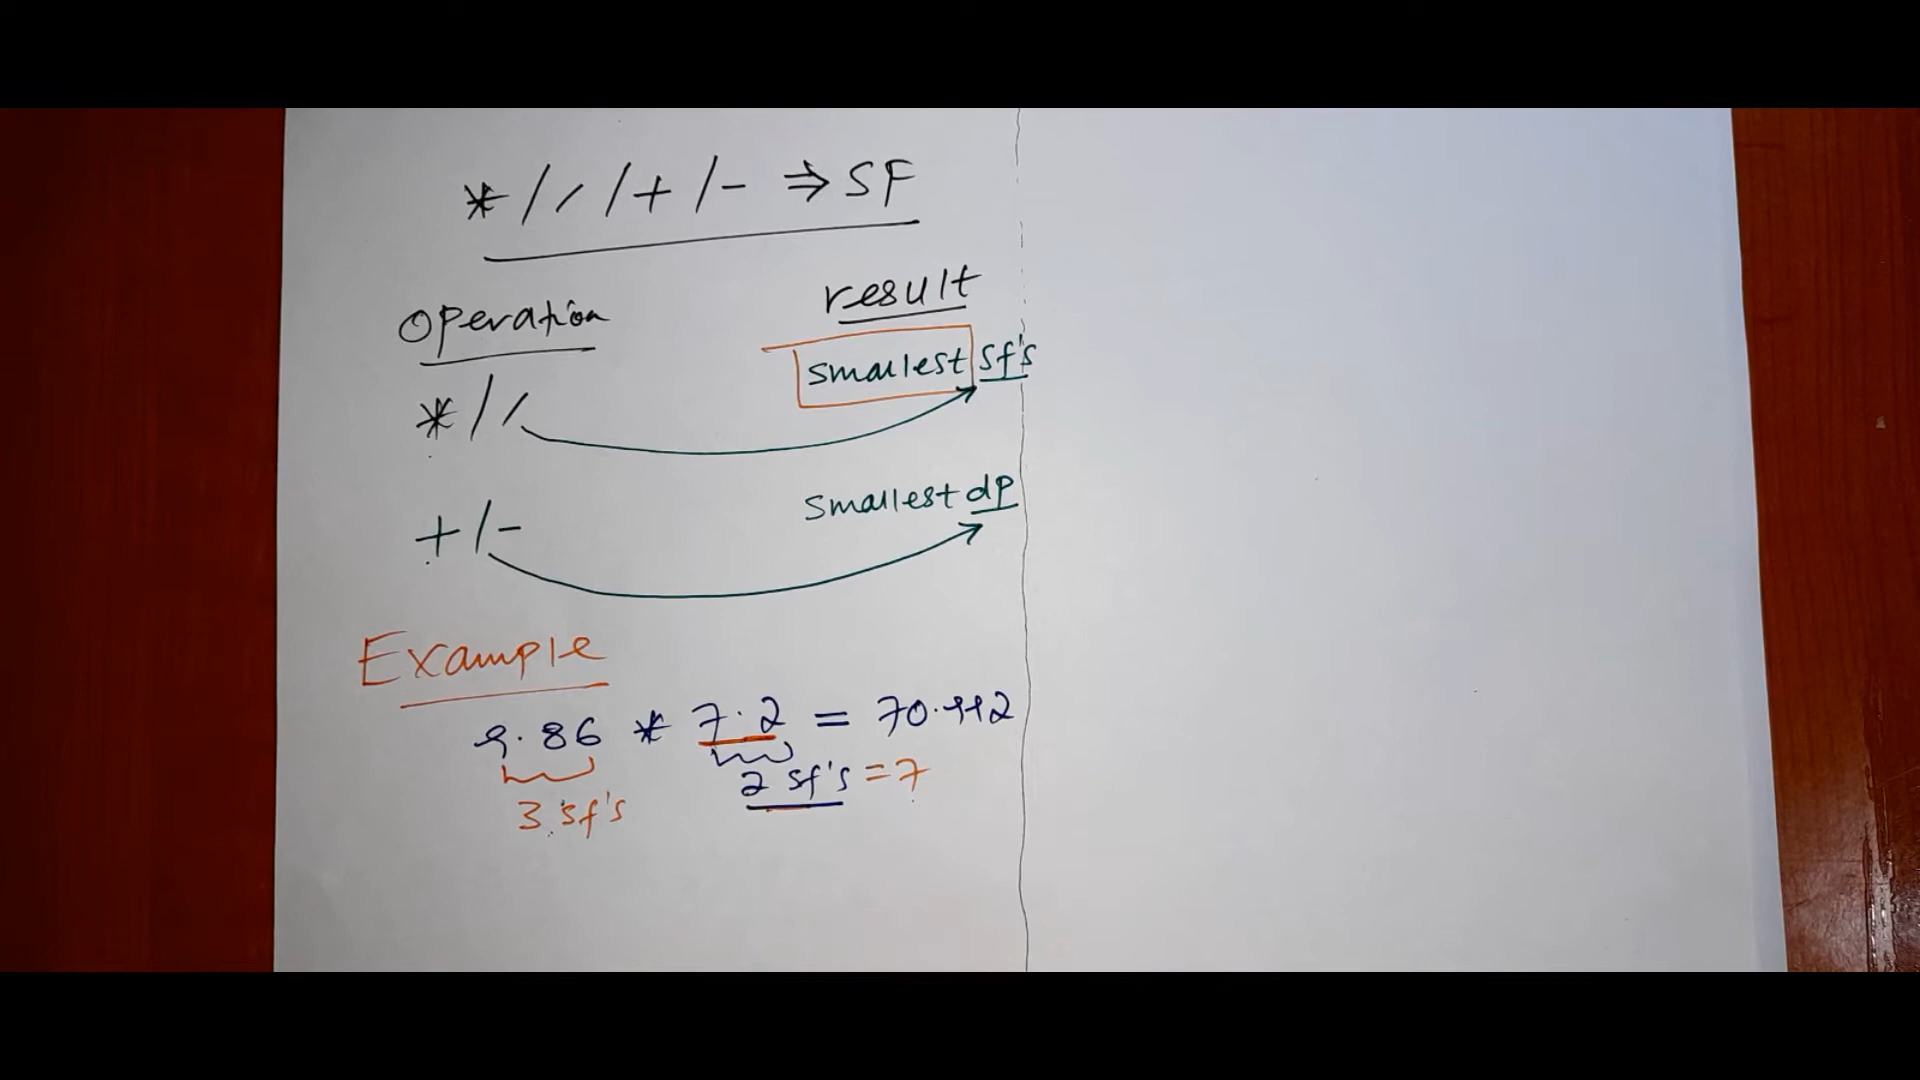 * / / / + / - ⇒ SF
operation
result
* / /
smallest sf's
+ / -
smallest dp
Example
9.86 * 7.2 = 70.992
3 sf's
2 sf's = 7